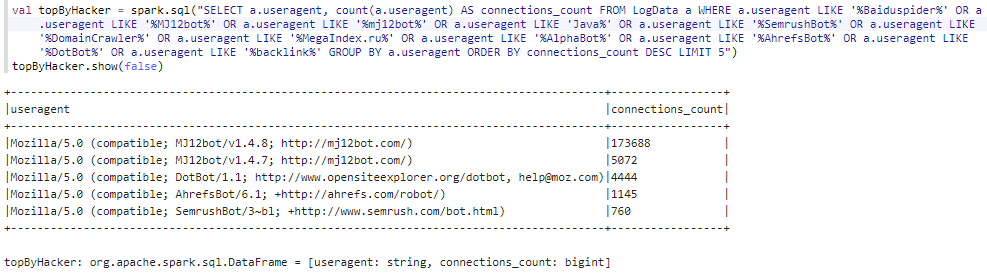 val topByHacker = spark.sql("SELECT a.useragent, count(a.useragent) AS connections_count FROM LogData a WHERE a.useragent LIKE '%Baiduspider%' OR a
.useragent LIKE '%MJ12bot%' OR a.useragent LIKE '%mj12bot%' OR a.useragent LIKE 'Java%' OR a.useragent LIKE '%SemrushBot%' OR a.useragent LIKE
'%DomainCrawler%' OR a.useragent LIKE '%MegaIndex.ru%' OR a.useragent LIKE '%AlphaBot%' OR a.useragent LIKE '%AhrefsBot%' OR a.useragent LIKE
'%DotBot%' OR a.useragent LIKE '%backlink%' GROUP BY a.useragent ORDER BY connections_count DESC LIMIT 5")
topByHacker.show(false)
+---------------------------------------------------------------------------+-----------------+
|useragent |connections_count|
+---------------------------------------------------------------------------+-----------------+
|Mozilla/5.0 (compatible; MJ12bot/v1.4.8; http://mj12bot.com/) |173688 |
|Mozilla/5.0 (compatible; MJ12bot/v1.4.7; http://mj12bot.com/) |5072 |
|Mozilla/5.0 (compatible; DotBot/1.1; http://www.opensiteexplorer.org/dotbot, help@moz.com)|4444 |
|Mozilla/5.0 (compatible; AhrefsBot/6.1; +http://ahrefs.com/robot/) |1145 |
|Mozilla/5.0 (compatible; SemrushBot/3~bl; +http://www.semrush.com/bot.html) |760 |
+---------------------------------------------------------------------------+-----------------+
topByHacker: org.apache.spark.sql.DataFrame = [useragent: string, connections_count: bigint]